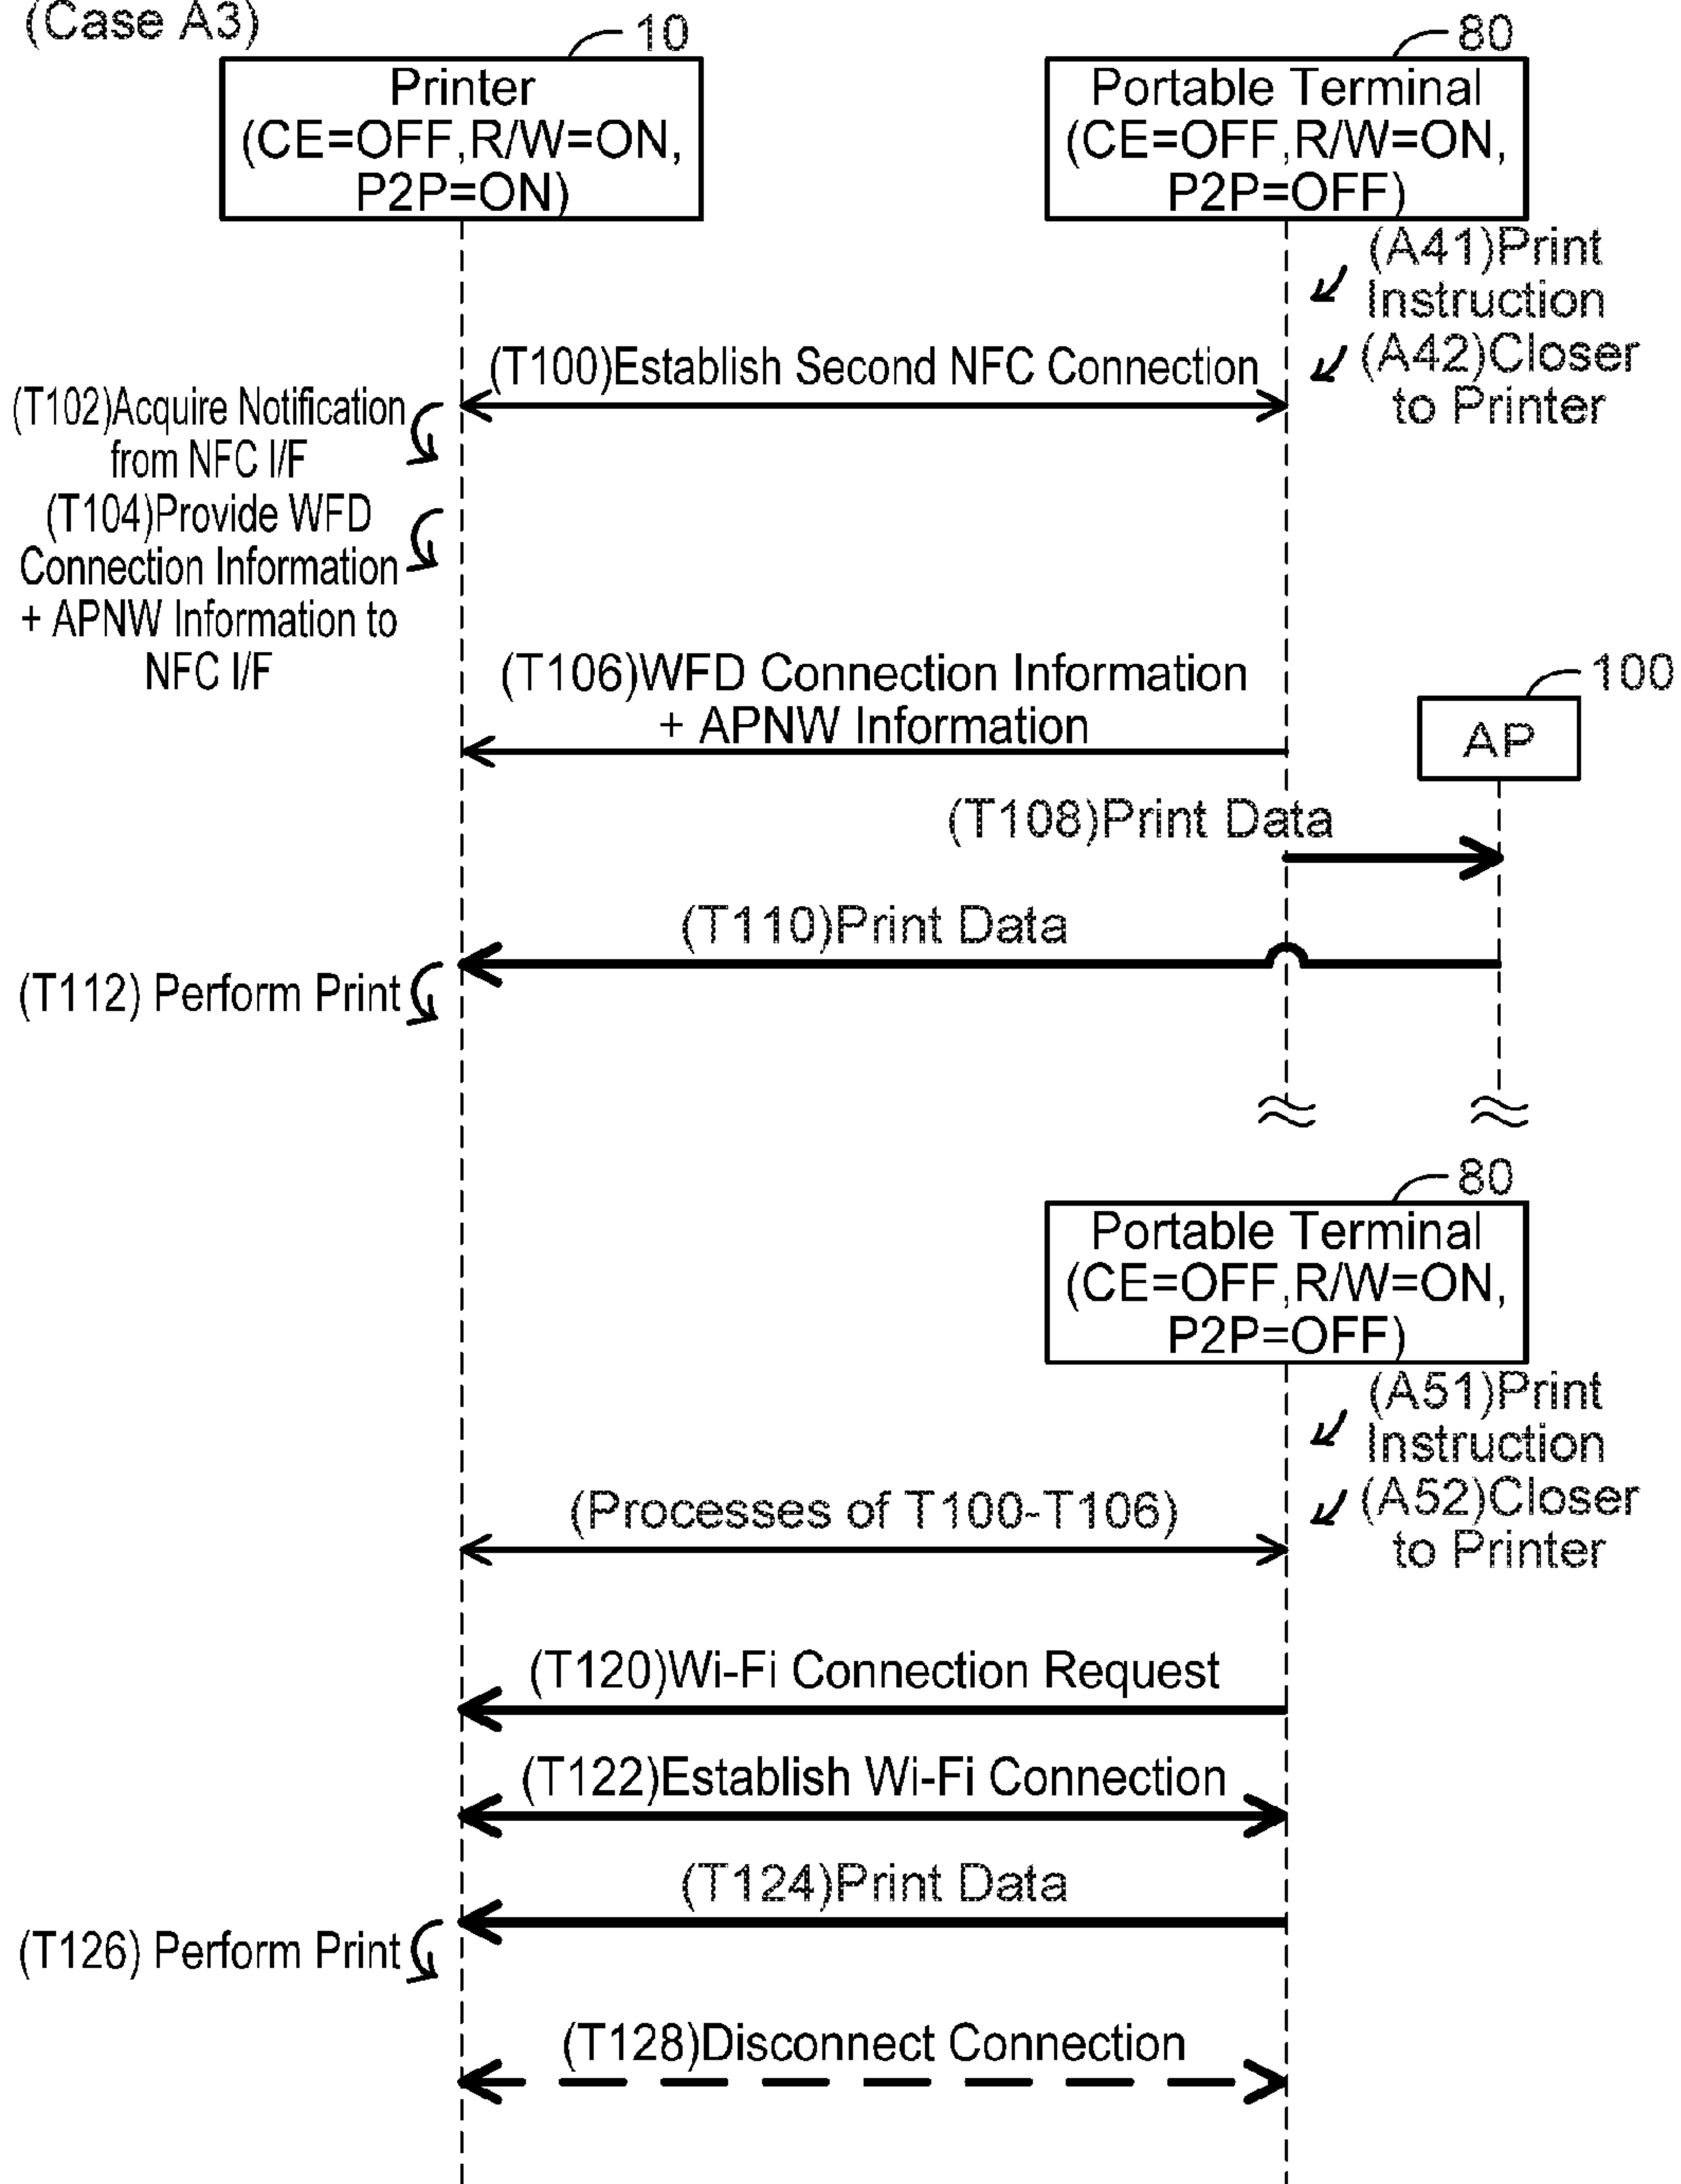 (Case A3)
10
80
Printer
(CE=OFF,R/W=ON,
P2P=ON)
Portable Terminal
(CE=OFF,R/W=ON,
P2P=OFF)
(A41)Print
Instruction
(A42)Closer
to Printer
(T100)Establish Second NFC Connection
(T102)Acquire Notification
from NFC I/F
(T104)Provide WFD
Connection Information
+ APNW Information to
NFC I/F
(T106)WFD Connection Information
+ APNW Information
100
AP
(T108)Print Data
(T110)Print Data
(T112) Perform Print
80
Portable Terminal
(CE=OFF,R/W=ON,
P2P=OFF)
(A51)Print
Instruction
(A52)Closer
to Printer
(Processes of T100-T106)
(T120)Wi-Fi Connection Request
(T122)Establish Wi-Fi Connection
(T124)Print Data
(T126) Perform Print
(T128)Disconnect Connection